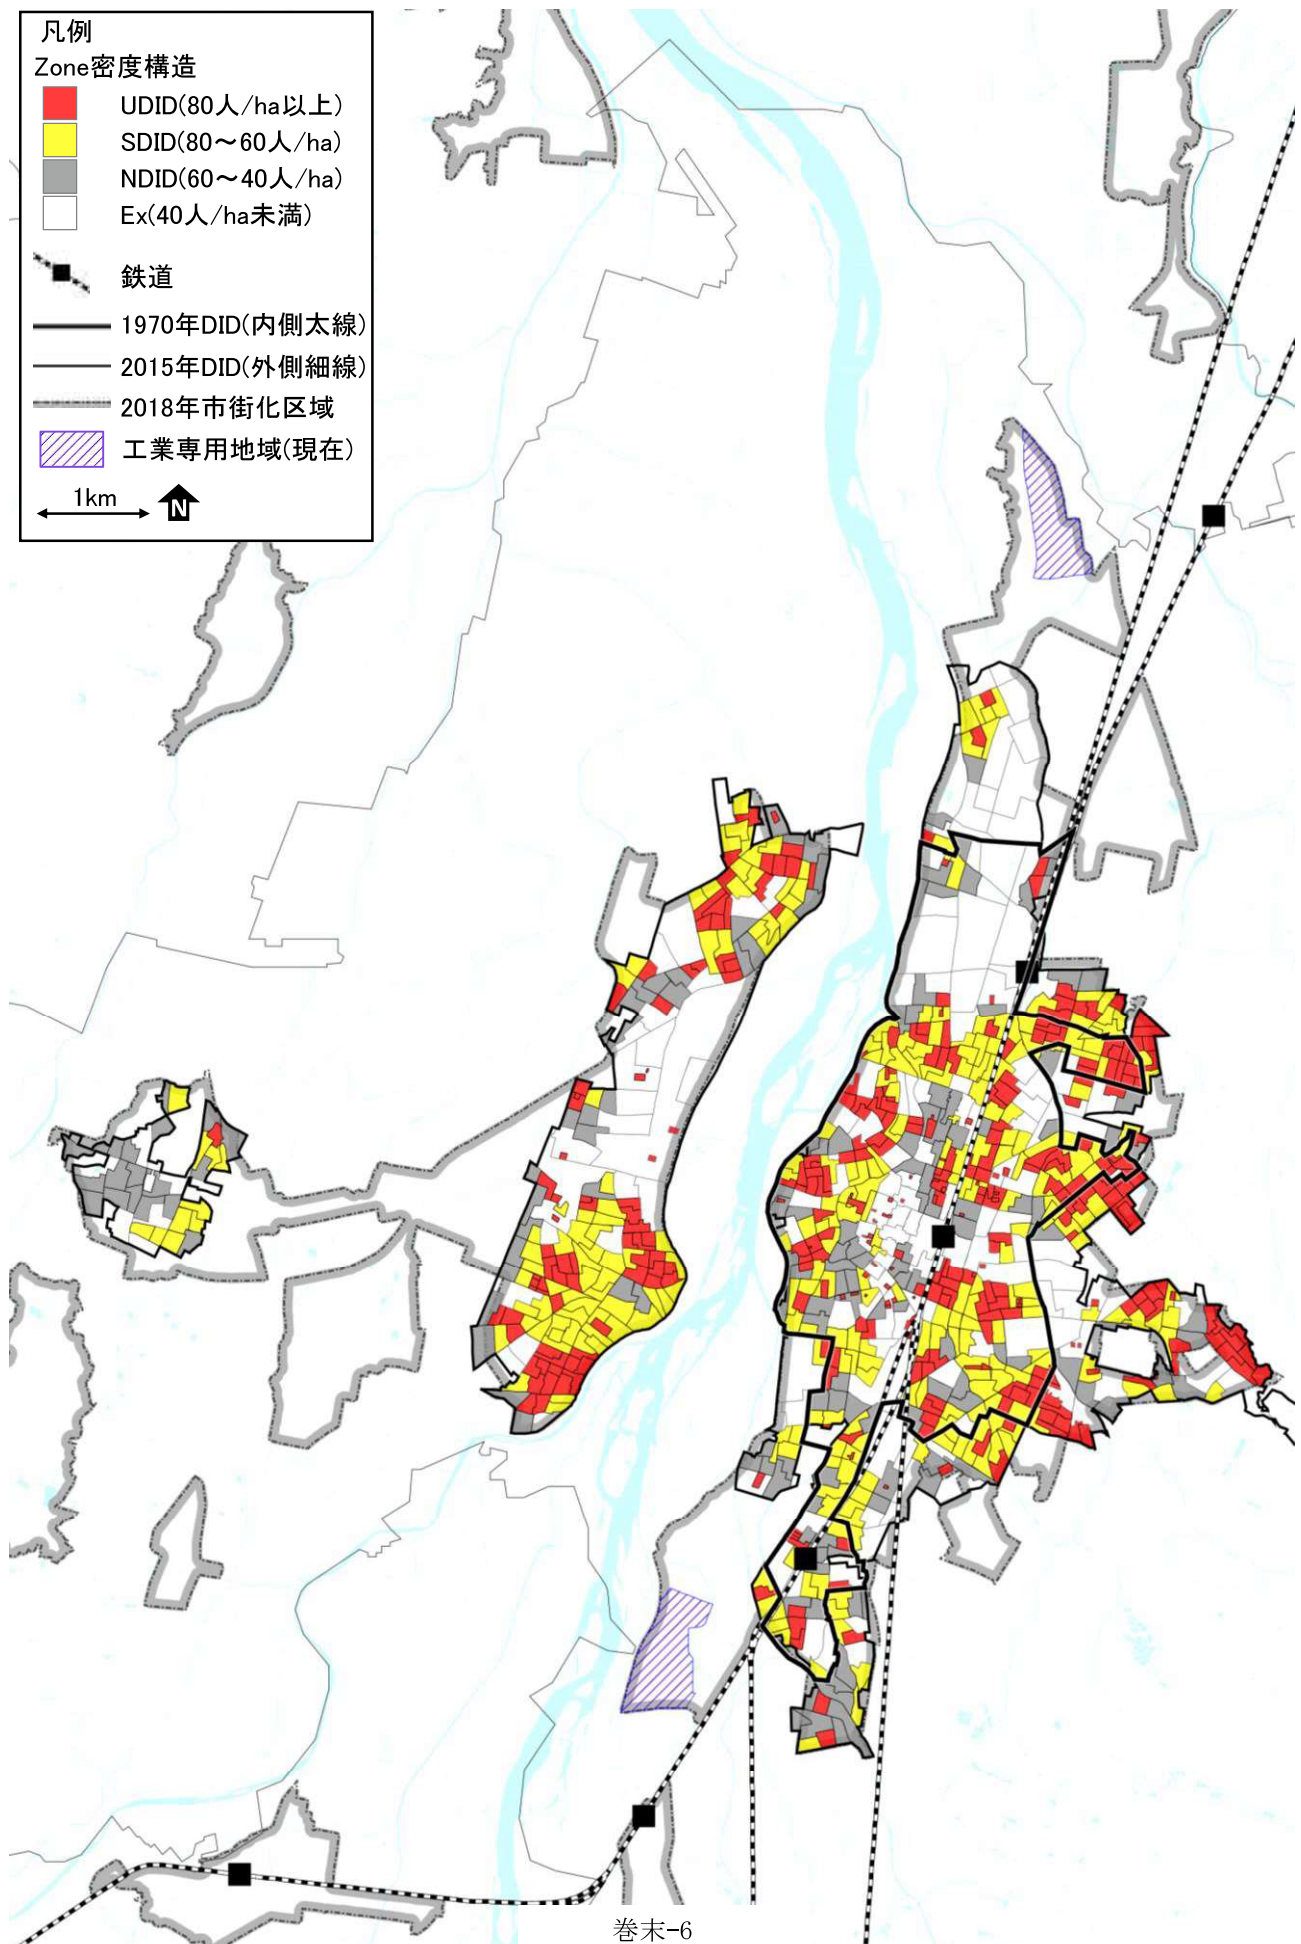 凡例
Zone密度構造
UDID(80人/ha以上)
SDID(80～60人/ha)
NDID(60～40人/ha)
Ex(40人/ha未満)
鉄道
1970年DID(内側太線)
2015年DID(外側細線)
2018年市街化区域
工業専用地域(現在)
1km
N
巻末-6